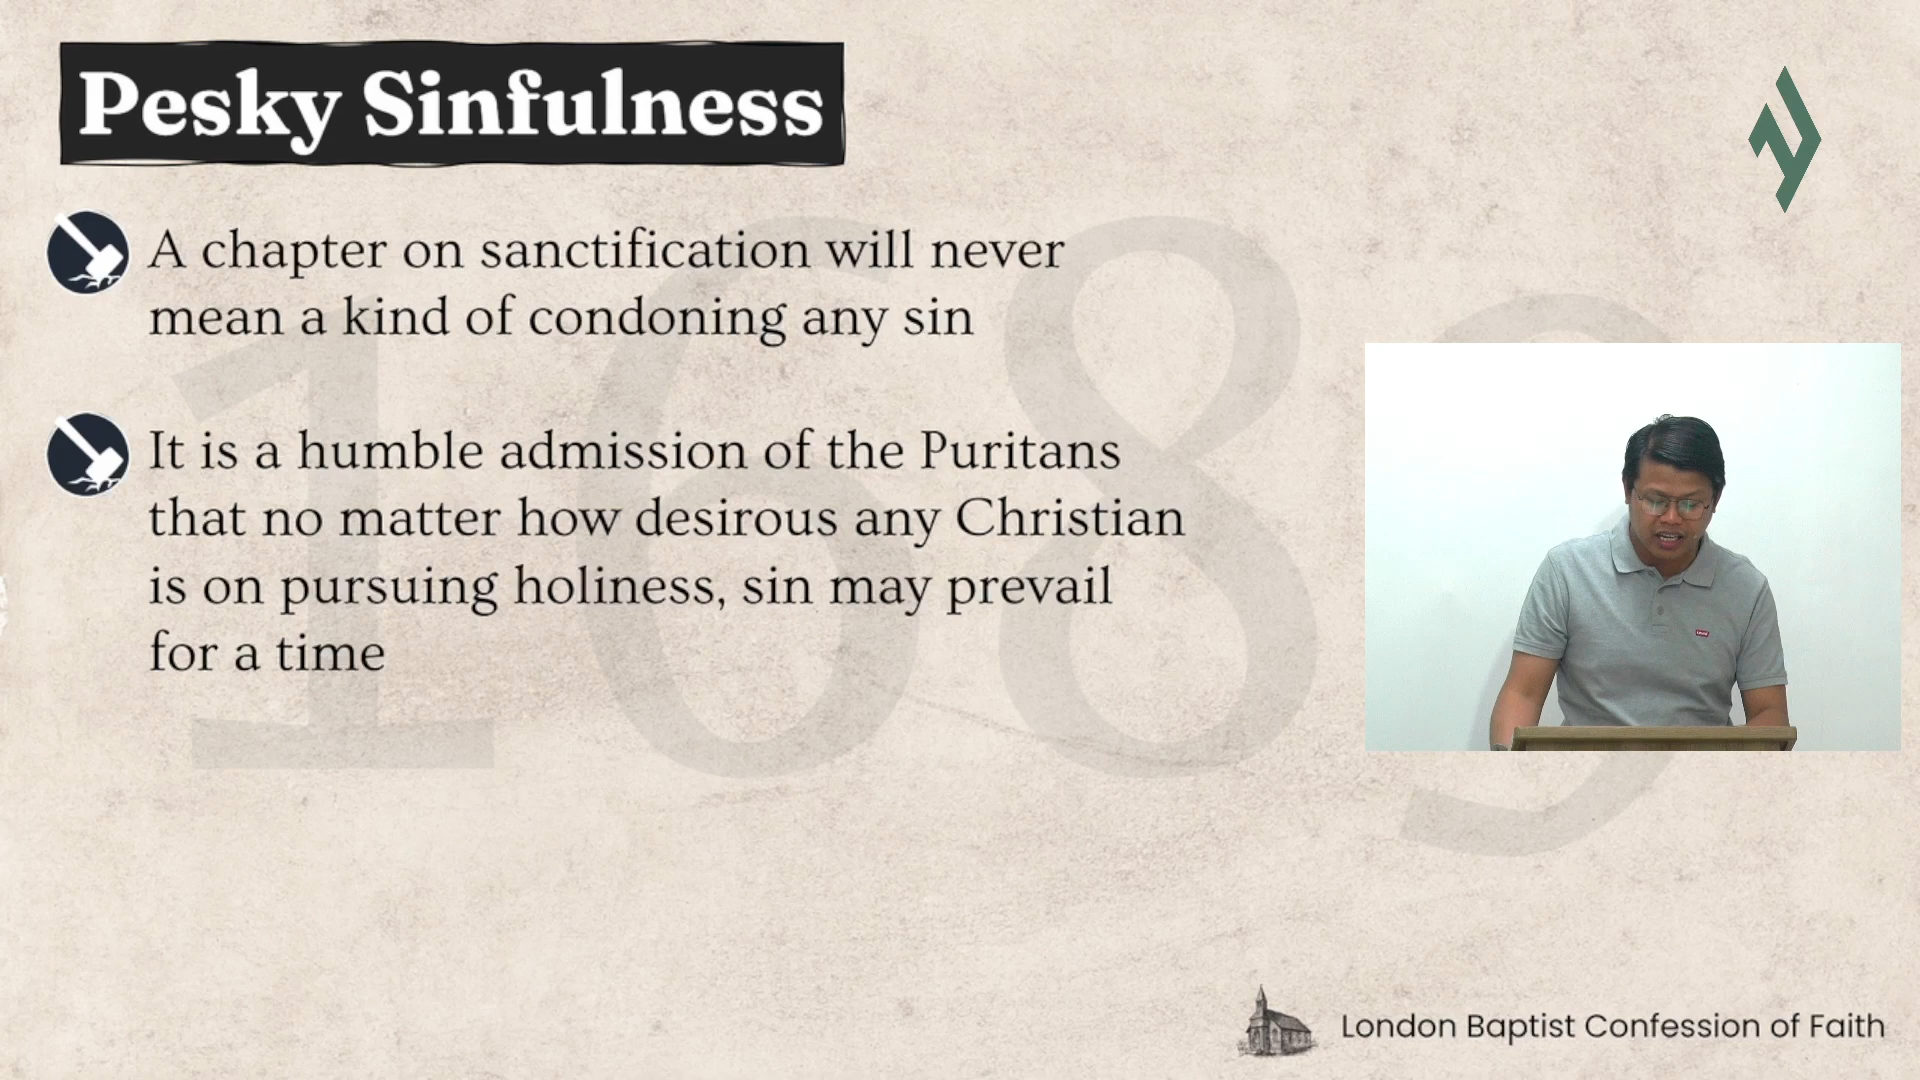 Pesky Sinfulness
A chapter on sanctification will never
mean a kind of condoning any sin
It is a humble admission of the Puritans
that no matter how desirous any Christian
is on pursuing holiness, sin may prevail
for a time
1689
London Baptist Confession of Faith